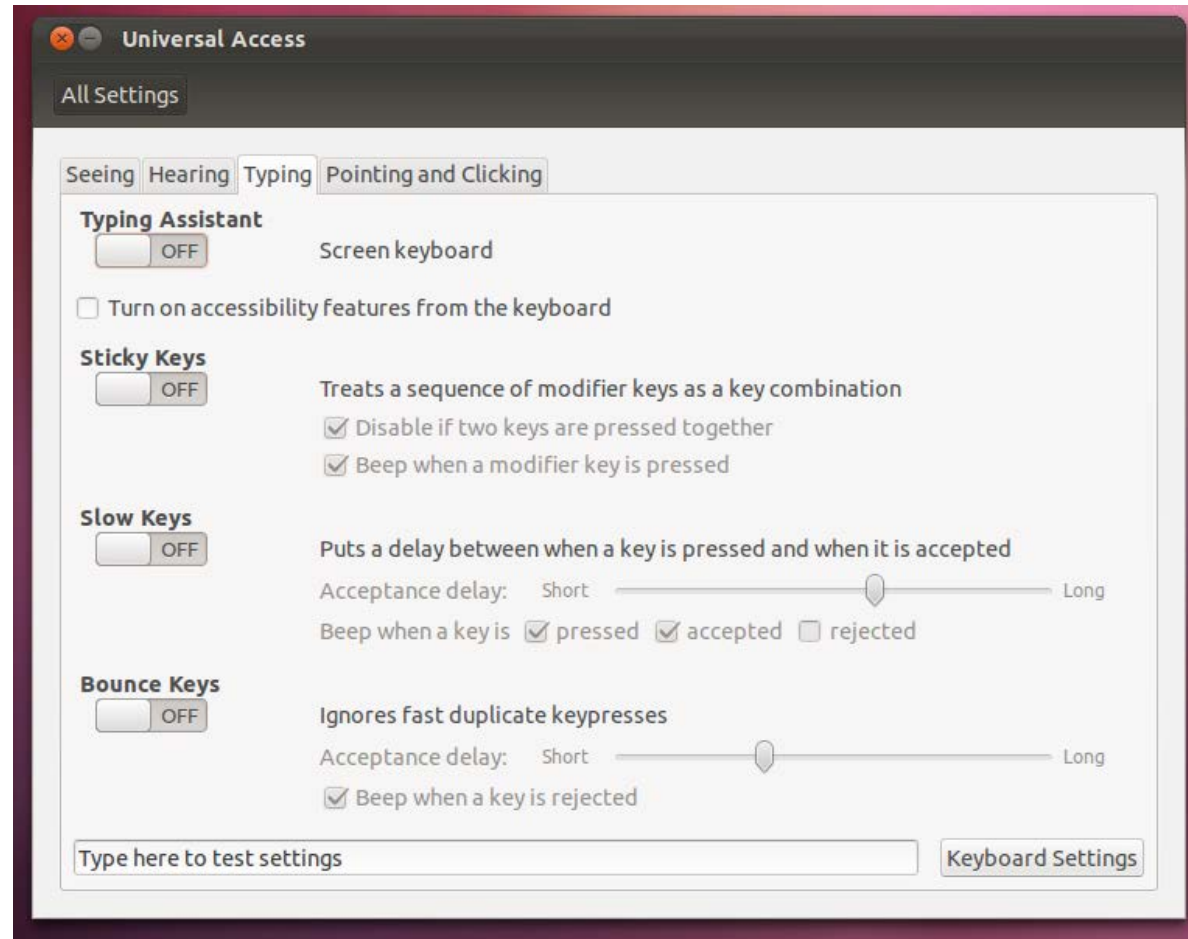 Universal Access
All Settings
Seeing Hearing Typing Pointing and Clicking
Typing Assistant
OFF Screen keyboard
Turn on accessibility features from the keyboard
Sticky Keys
OFF Treats a sequence of modifier keys as a key combination
Disable if two keys are pressed together
Beep when a modifier key is pressed
Slow Keys
OFF Puts a delay between when a key is pressed and when it is accepted
Acceptance delay: Short Long
Beep when a key is pressed accepted rejected
Bounce Keys
OFF Ignores fast duplicate keypresses
Acceptance delay: Short Long
Beep when a key is rejected
Type here to test settings Keyboard Settings